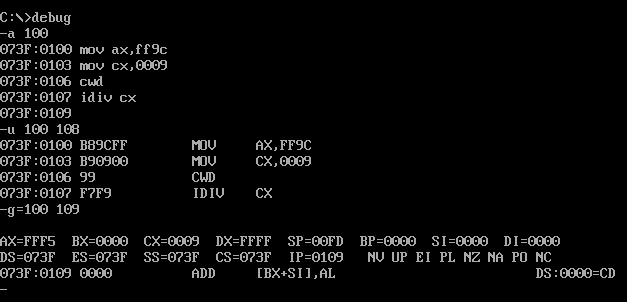 C:\>debug
-a 100
073F:0100 mov ax,ff9c
073F:0103 mov cx,0009
073F:0106 cwd
073F:0107 idiv cx
073F:0109
-u 100 108
073F:0100 B89CFF MOV AX,FF9C
073F:0103 B90900 MOV CX,0009
073F:0106 99 CWD
073F:0107 F7F9 IDIV CX
-g=100 109
AX=FFF5 BX=0000 CX=0009 DX=FFFF SP=00FD BP=0000 SI=0000 DI=0000
DS=073F ES=073F SS=073F CS=073F IP=0109 NV UP EI PL NZ NA PO NC
073F:0109 0000 ADD [BX+SI],AL DS:0000=CD
-